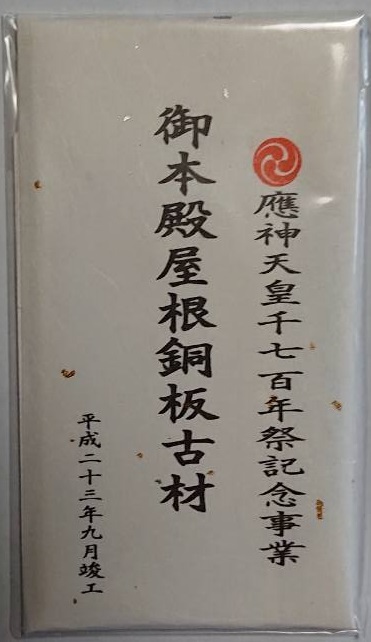 應神天皇千七百年祭記念事業
御本殿屋根銅板古材
平成二十三年九月竣工